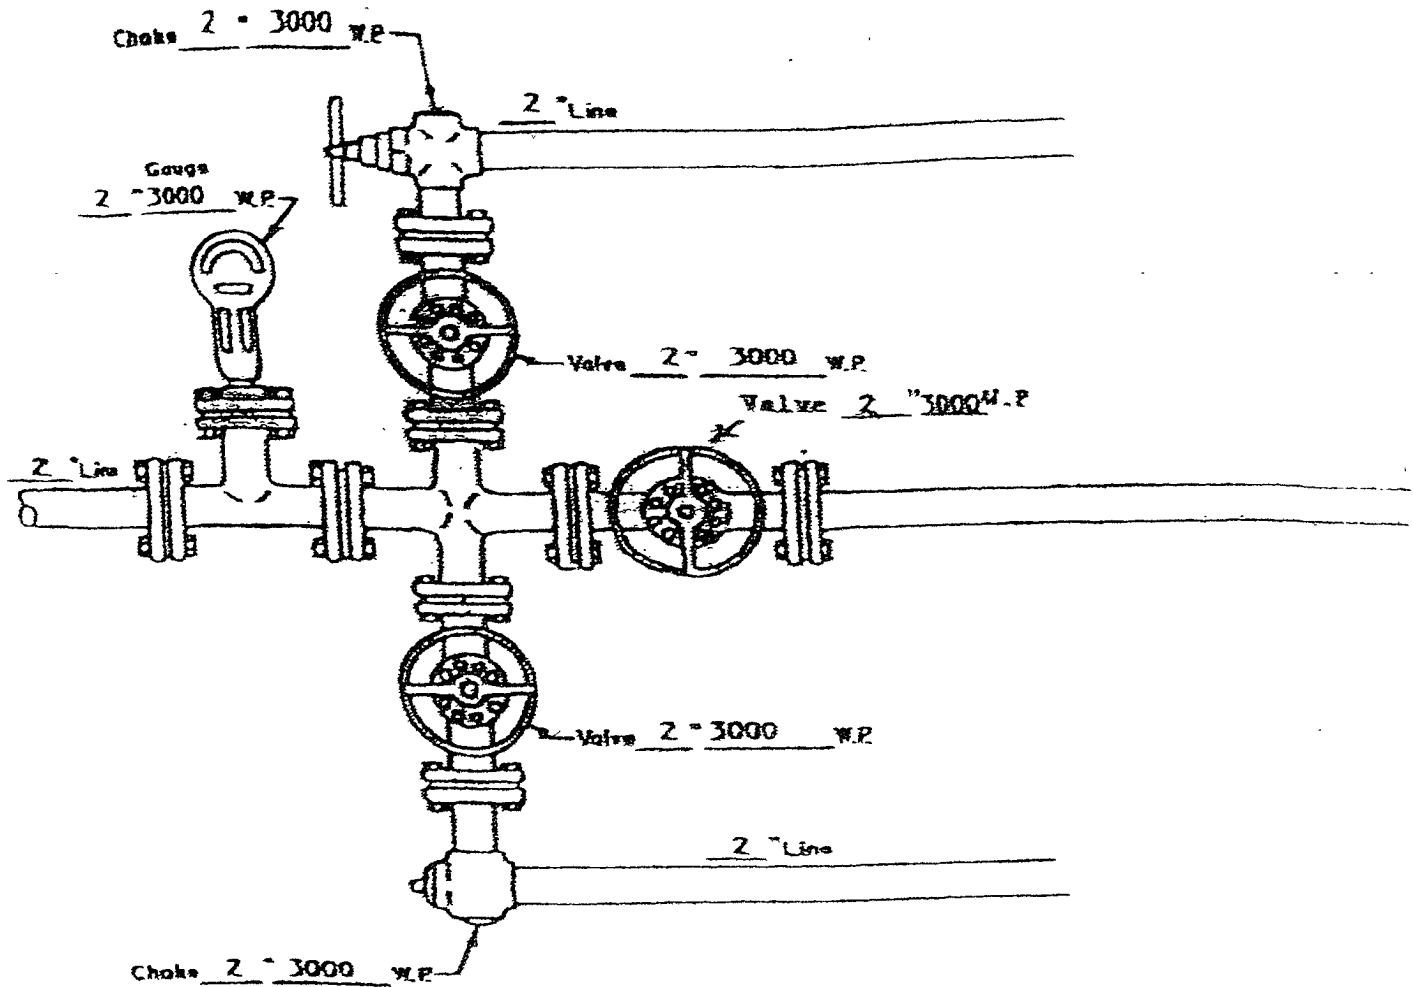 Choke 2 " 3000 W.P.
2 " Line
Gauge
2 " 3000 W.P.
Valve 2 " 3000 W.P.
Valve 2 " 3000 W.P
2 " Line
Valve 2 " 3000 W.P.
2 " Line
Choke 2 " 3000 W.P.